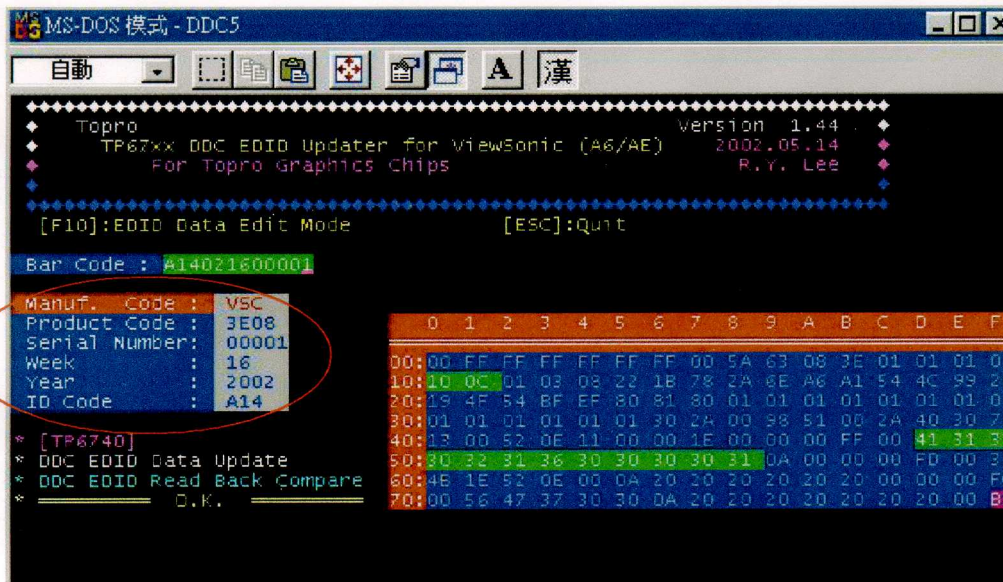 MS-DOS 模式 - DDC5
自動 A 漢
Topro Version 1.44
TP67xx DDC EDID Updater for ViewSonic (A6/AE) 2002.05.14
For Topro Graphics Chips R.Y. Lee
[F10]:EDID Data Edit Mode [ESC]:Quit
Bar Code : A14021600001
Manuf. Code : VSC
Product Code : 3E08
Serial Number: 00001
Week : 16
Year : 2002
ID Code : A14
* [TP6740]
* DDC EDID Data Update
* DDC EDID Read Back Compare
* O.K.
0 1 2 3 4 5 6 7 8 9 A B C D E F
00:00 FF FF FF FF FF FF 00 5A 63 08 3E 01 01 01
10:10 0C 01 03 08 22 1B 78 2A 6E A6 A1 54 4C 99
20:19 4F 54 BF EF 80 81 80 01 01 01 01 01 01 01
30:01 01 01 01 01 01 30 2A 00 98 51 00 2A 40 30
40:13 00 52 0E 11 00 00 1E 00 00 00 FF 00 41 31
50:30 32 31 36 30 30 30 30 31 0A 00 00 00 FD 00
60:4B 1E 52 0E 00 0A 20 20 20 20 20 20 00 00 00
70:00 56 47 37 30 30 0A 20 20 20 20 20 20 20 00